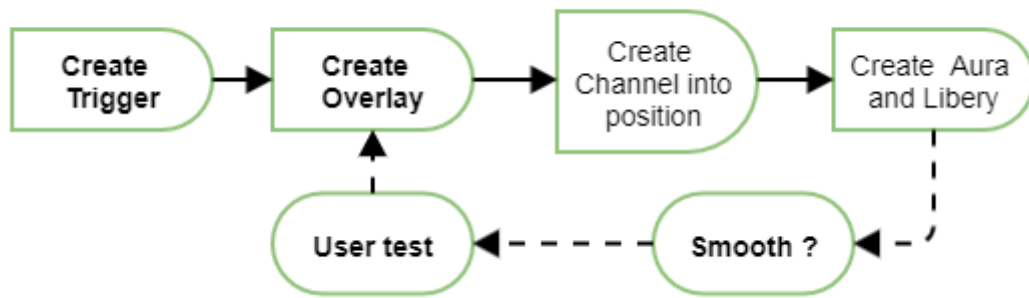 Create
Trigger
Create
Overlay
Create
Channel into
position
Create Aura
and Libery
User test
Smooth ?